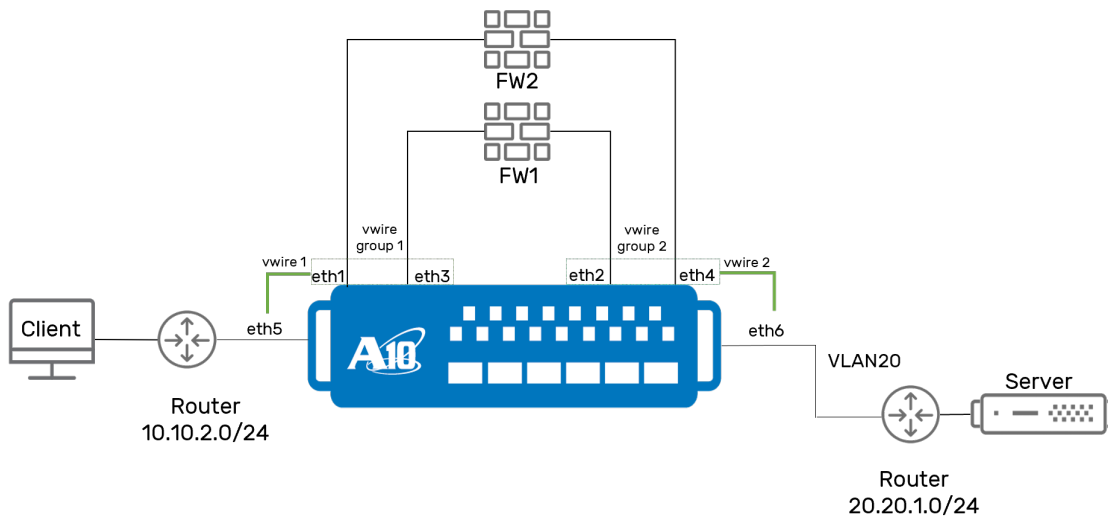 FW2
FW1
vwire
group 1
vwire
group 2
vwire 1
eth1
eth3
eth2
eth4
vwire 2
Client
eth5
A10
eth6
VLAN20
Router
10.10.2.0/24
Server
Router
20.20.1.0/24